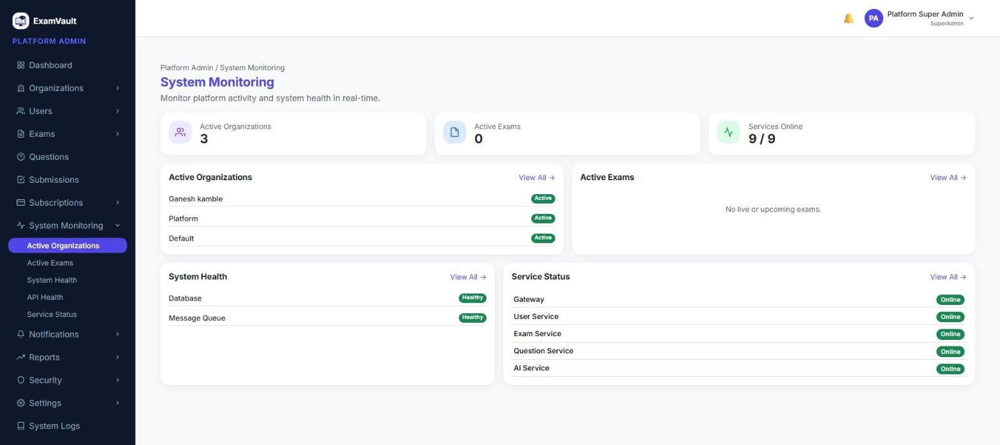 ExamVault
PLATFORM ADMIN
Dashboard
Organizations
Users
Exams
Questions
Submissions
Subscriptions
System Monitoring
Active Organizations
Active Exams
System Health
API Health
Service Status
Notifications
Reports
Security
Settings
System Logs
PA
Platform Super Admin
SuperAdmin
Platform Admin / System Monitoring
System Monitoring
Monitor platform activity and system health in real-time.
Active Organizations
3
Active Exams
0
Services Online
9 / 9
Active Organizations
View All →
Ganesh kamble
Active
Platform
Active
Default
Active
Active Exams
View All →
No live or upcoming exams.
System Health
View All →
Database
Healthy
Message Queue
Healthy
Service Status
View All →
Gateway
Online
User Service
Online
Exam Service
Online
Question Service
Online
AI Service
Online